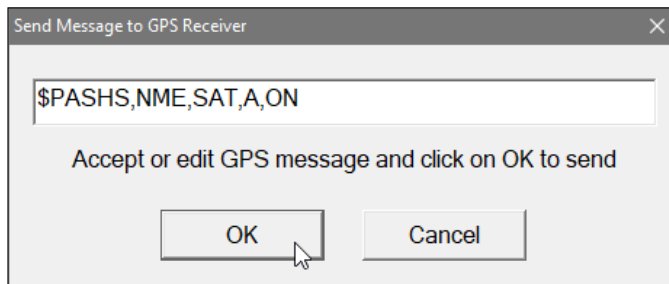 Send Message to GPS Receiver
$PASHS,NME,SAT,A,ON
Accept or edit GPS message and click on OK to send
OK Cancel